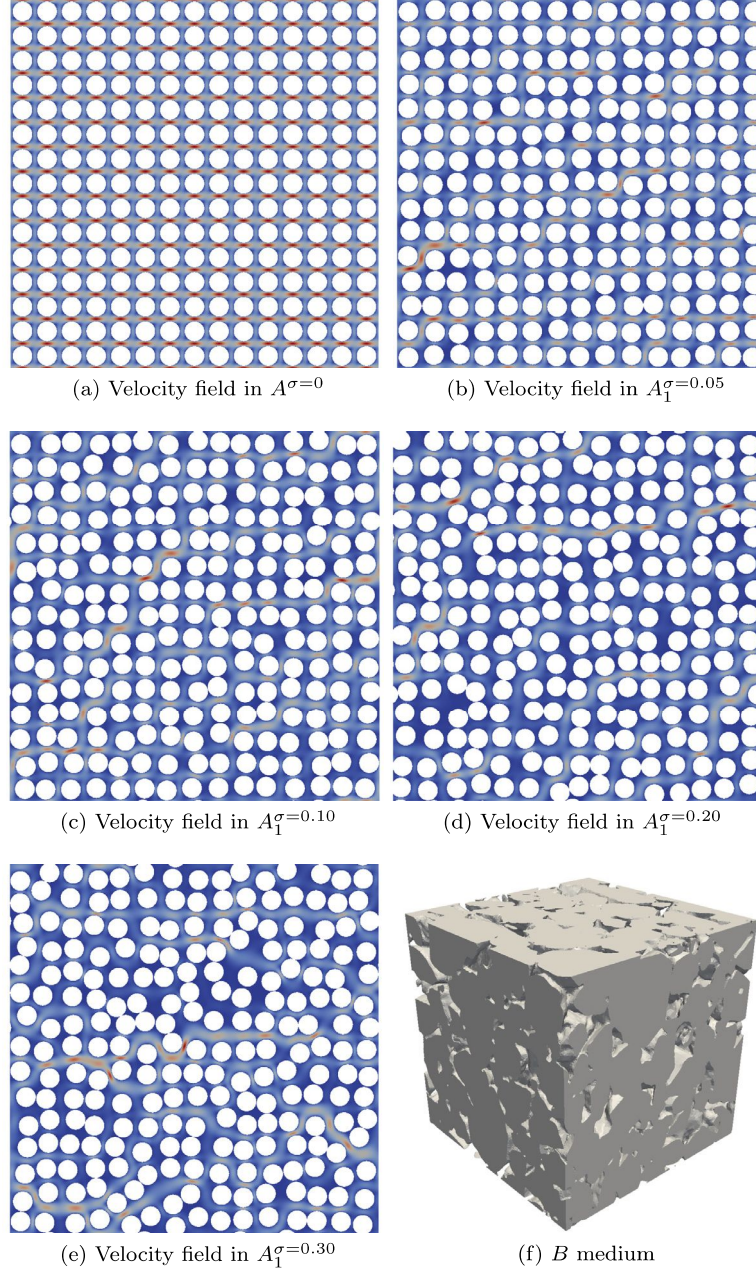 (a) Velocity field in A^{σ=0}
(b) Velocity field in A_1^{σ=0.05}
(c) Velocity field in A_1^{σ=0.10}
(d) Velocity field in A_1^{σ=0.20}
(e) Velocity field in A_1^{σ=0.30}
(f) B medium